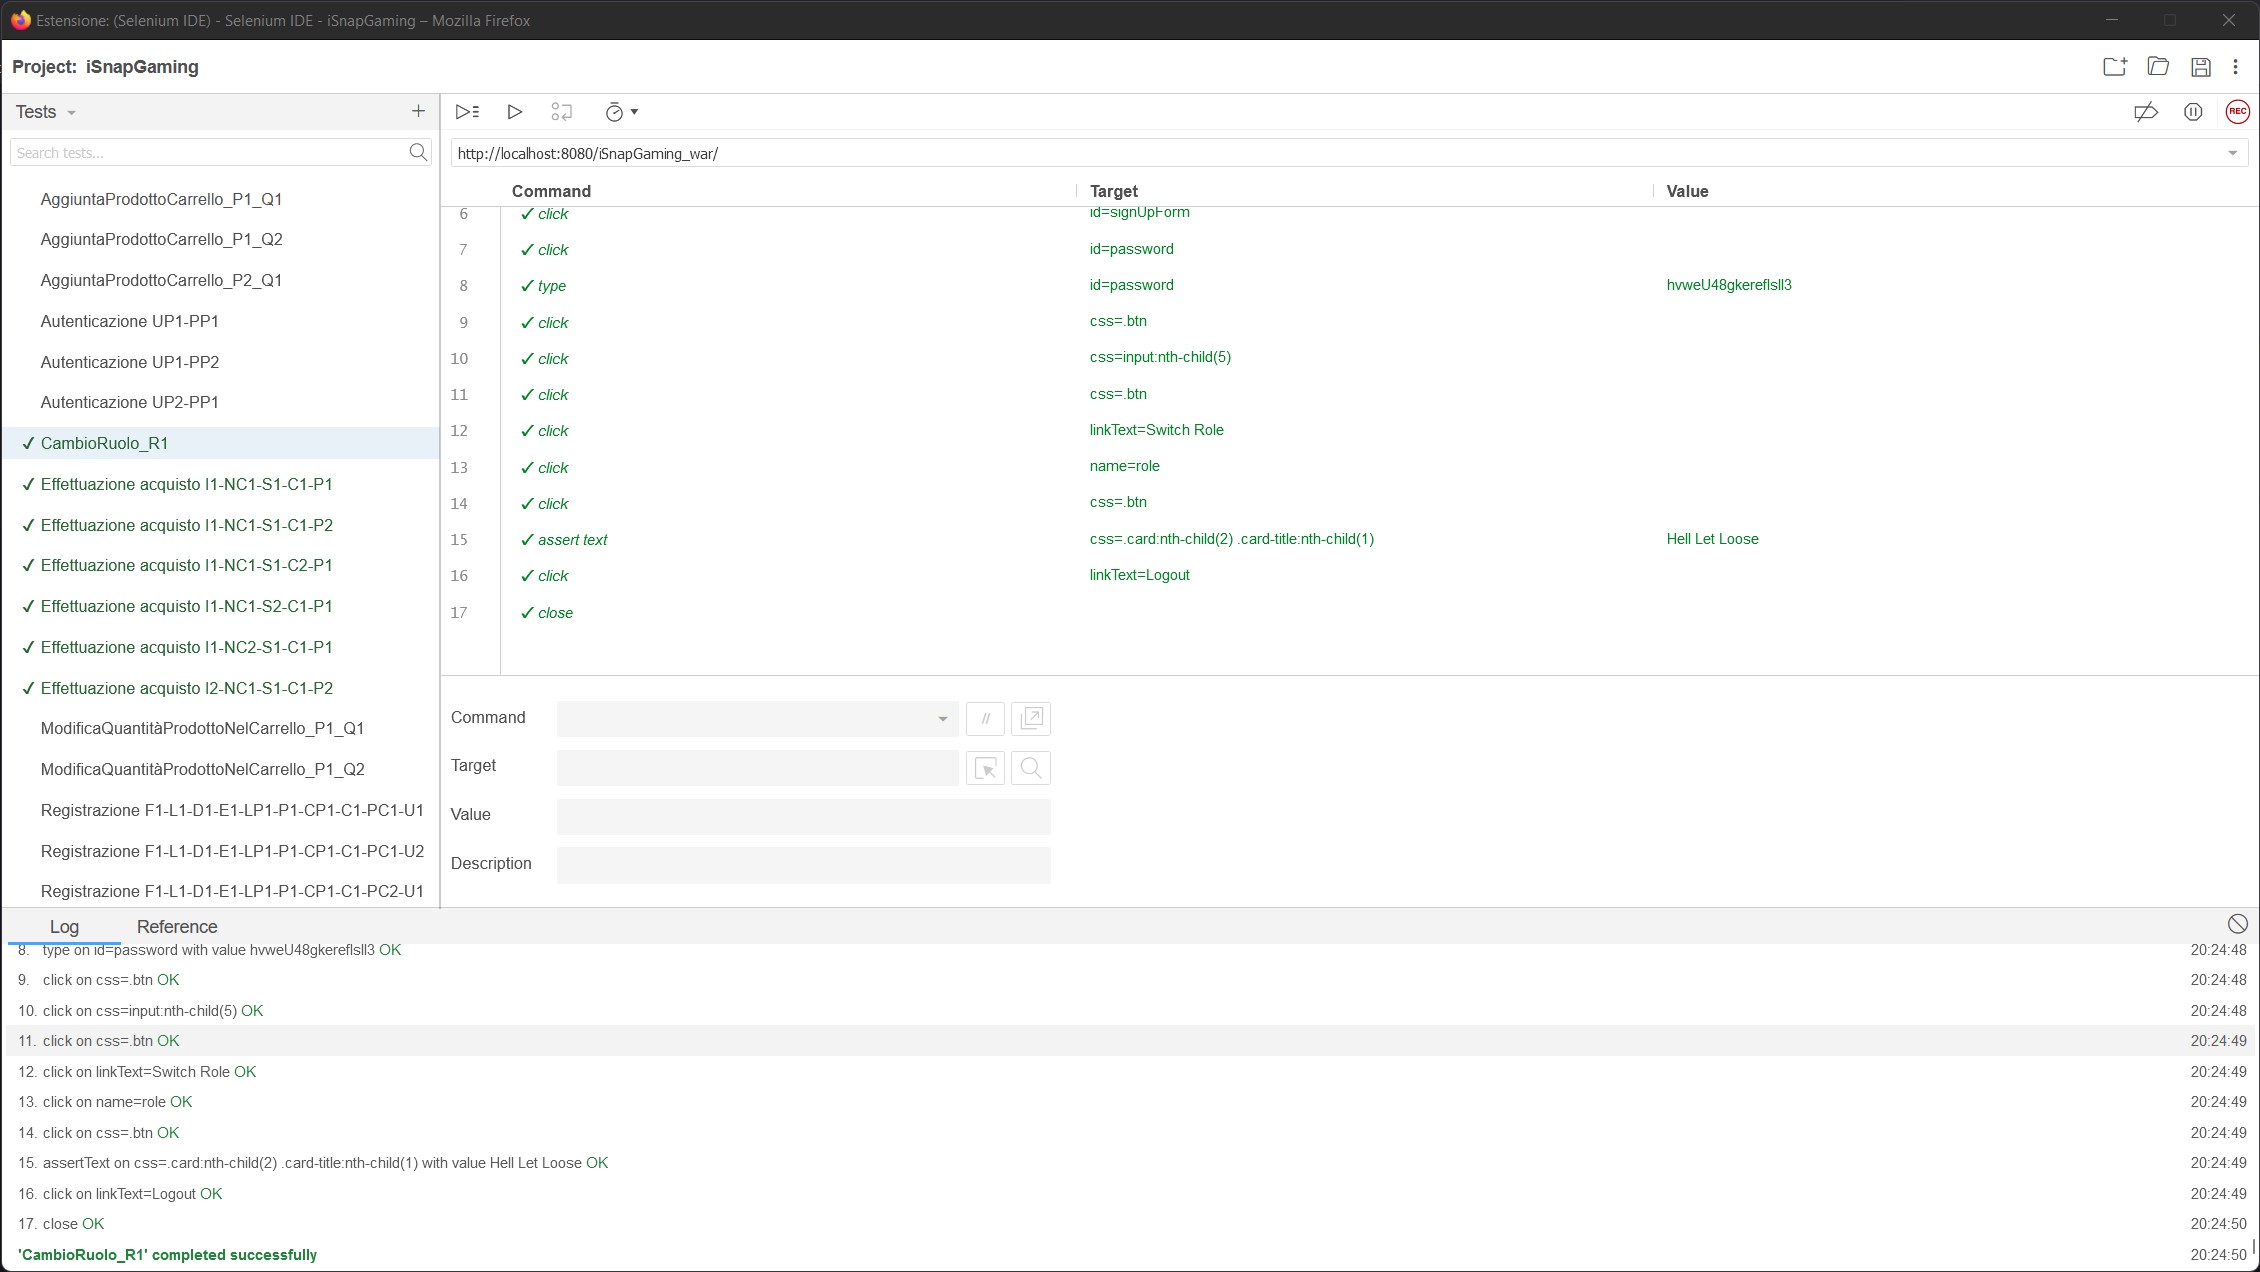 Estensione: (Selenium IDE) - Selenium IDE - iSnapGaming – Mozilla Firefox
Project: iSnapGaming
Tests
Search tests...
AggiuntaProdottoCarrello_P1_Q1
AggiuntaProdottoCarrello_P1_Q2
AggiuntaProdottoCarrello_P2_Q1
Autenticazione UP1-PP1
Autenticazione UP1-PP2
Autenticazione UP2-PP1
✓ CambioRuolo_R1
✓ Effettuazione acquisto I1-NC1-S1-C1-P1
✓ Effettuazione acquisto I1-NC1-S1-C1-P2
✓ Effettuazione acquisto I1-NC1-S1-C2-P1
✓ Effettuazione acquisto I1-NC1-S2-C1-P1
✓ Effettuazione acquisto I1-NC2-S1-C1-P1
✓ Effettuazione acquisto I2-NC1-S1-C1-P2
ModificaQuantitàProdottoNelCarrello_P1_Q1
ModificaQuantitàProdottoNelCarrello_P1_Q2
Registrazione F1-L1-D1-E1-LP1-P1-CP1-C1-PC1-U1
Registrazione F1-L1-D1-E1-LP1-P1-CP1-C1-PC1-U2
Registrazione F1-L1-D1-E1-LP1-P1-CP1-C1-PC2-U1
REC
http://localhost:8080/iSnapGaming_war/
Command Target Value
6 ✓ click id=signUpForm
7 ✓ click id=password
8 ✓ type id=password hvweU48gkereflsll3
9 ✓ click css=.btn
10 ✓ click css=input:nth-child(5)
11 ✓ click css=.btn
12 ✓ click linkText=Switch Role
13 ✓ click name=role
14 ✓ click css=.btn
15 ✓ assert text css=.card:nth-child(2) .card-title:nth-child(1) Hell Let Loose
16 ✓ click linkText=Logout
17 ✓ close
Command //
Target
Value
Description
Log Reference
8. type on id=password with value hvweU48gkereflsll3 OK 20:24:48
9. click on css=.btn OK 20:24:48
10. click on css=input:nth-child(5) OK 20:24:48
11. click on css=.btn OK 20:24:49
12. click on linkText=Switch Role OK 20:24:49
13. click on name=role OK 20:24:49
14. click on css=.btn OK 20:24:49
15. assertText on css=.card:nth-child(2) .card-title:nth-child(1) with value Hell Let Loose OK 20:24:49
16. click on linkText=Logout OK 20:24:49
17. close OK 20:24:50
'CambioRuolo_R1' completed successfully 20:24:50